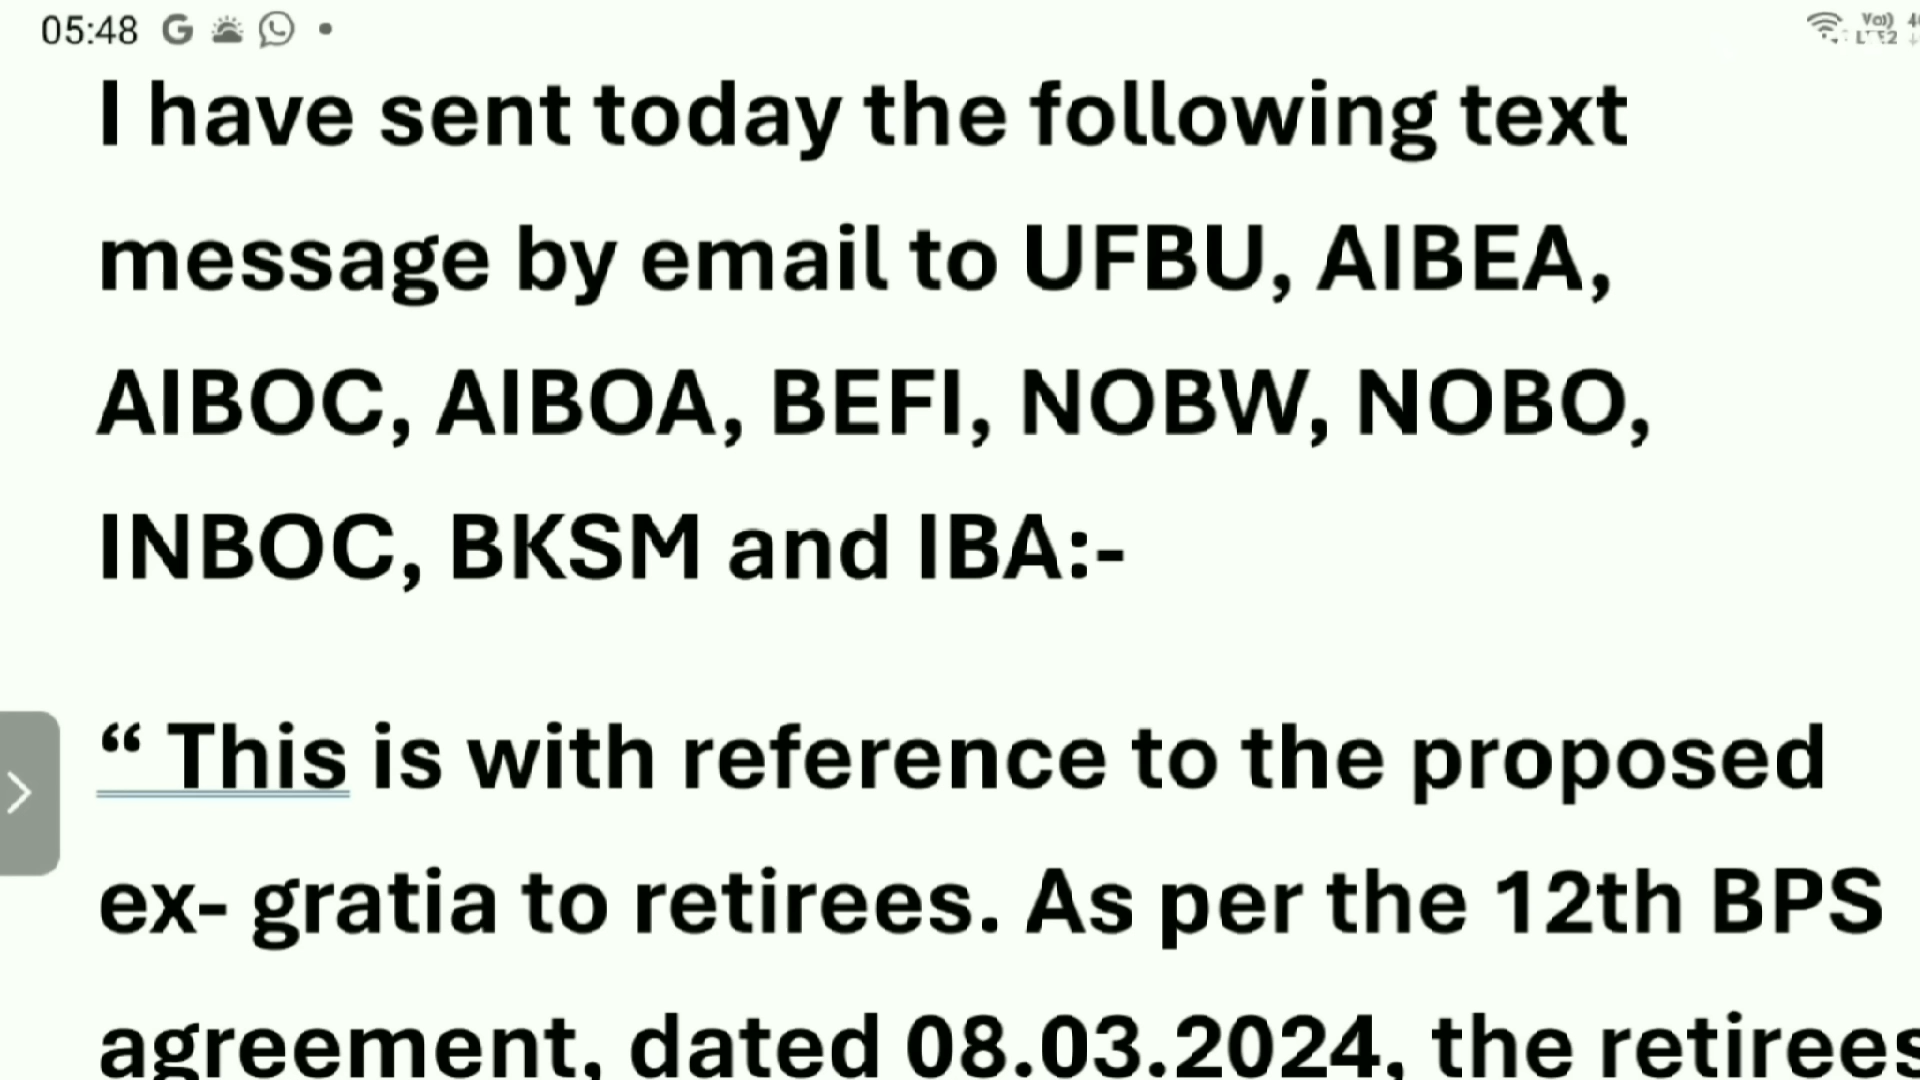 05:48
I have sent today the following text
message by email to UFBU, AIBEA,
AIBOC, AIBOA, BEFI, NOBW, NOBO,
INBOC, BKSM and IBA:-
“ This is with reference to the proposed
ex- gratia to retirees. As per the 12th BPS
agreement, dated 08.03.2024, the retirees